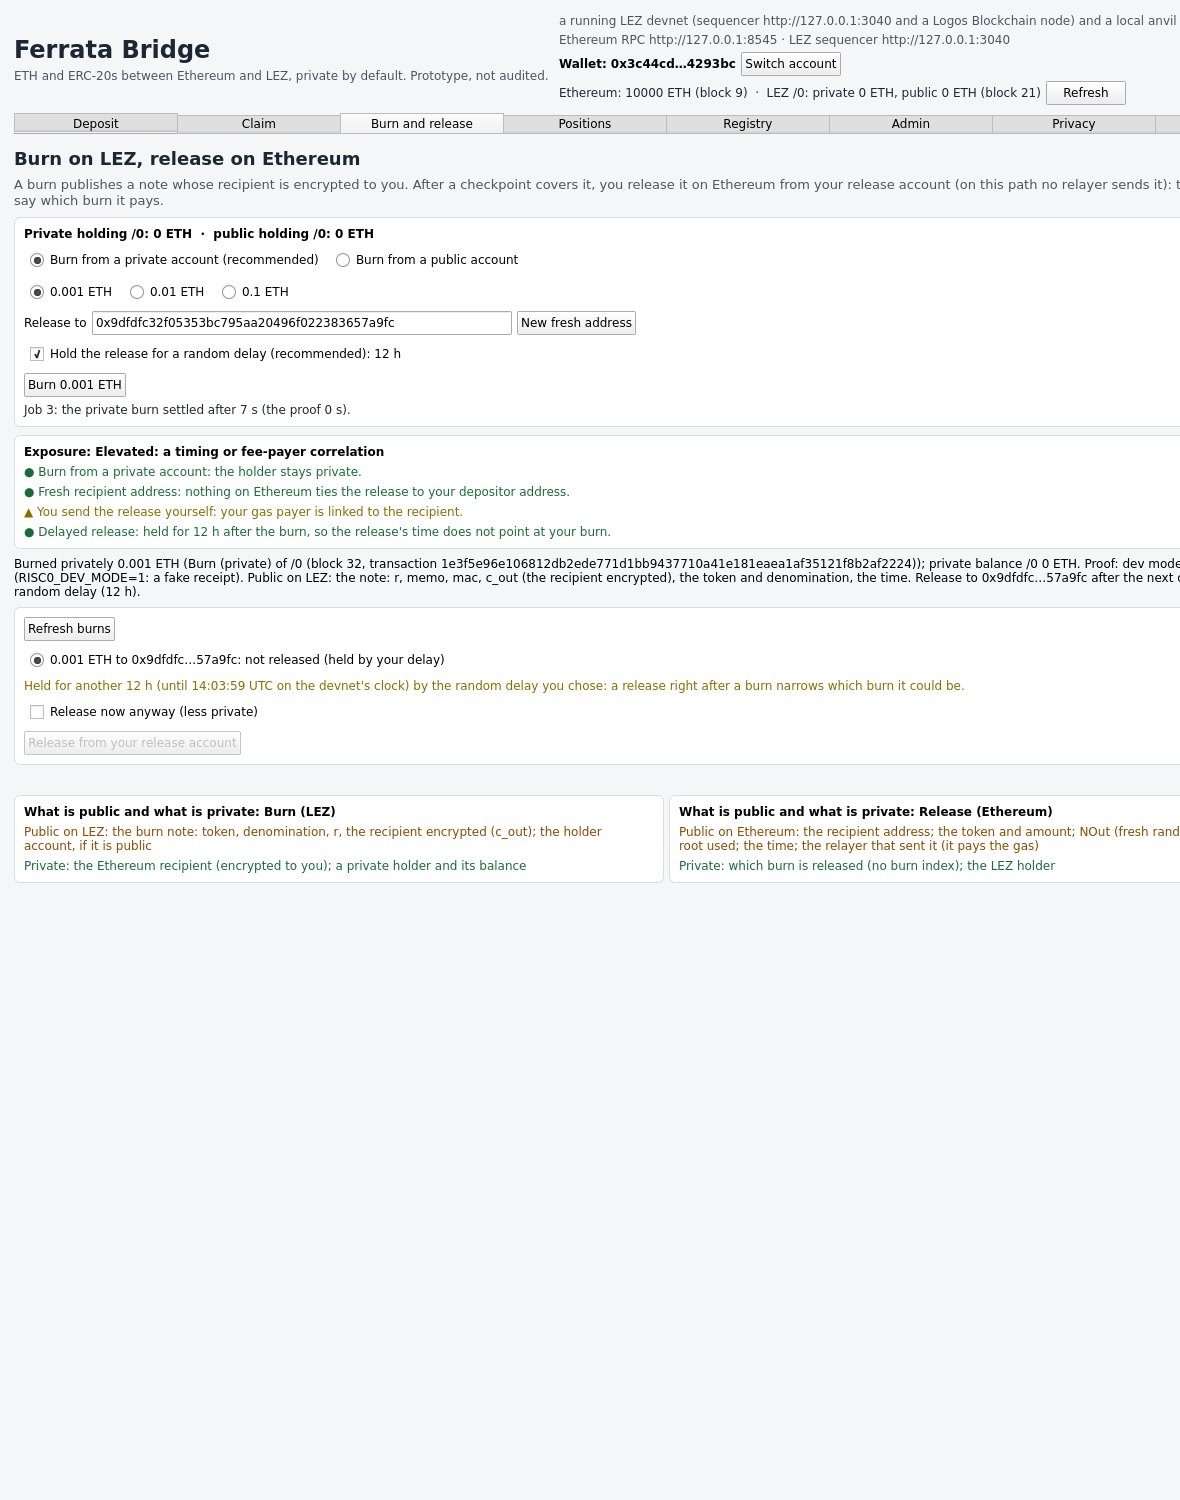 a running LEZ devnet (sequencer http://127.0.0.1:3040 and a Logos Blockchain node) and a local anvil
Ferrata Bridge
ETH and ERC-20s between Ethereum and LEZ, private by default. Prototype, not audited.
Ethereum RPC http://127.0.0.1:8545 · LEZ sequencer http://127.0.0.1:3040
Wallet: 0x3c44cd…4293bc Switch account
Ethereum: 10000 ETH (block 9) · LEZ /0: private 0 ETH, public 0 ETH (block 21) Refresh
Deposit Claim Burn and release Positions Registry Admin Privacy
Burn on LEZ, release on Ethereum
A burn publishes a note whose recipient is encrypted to you. After a checkpoint covers it, you release it on Ethereum from your release account (on this path no relayer sends it):
say which burn it pays.
Private holding /0: 0 ETH · public holding /0: 0 ETH
Burn from a private account (recommended) Burn from a public account
0.001 ETH 0.01 ETH 0.1 ETH
Release to 0x9dfdfc32f05353bc795aa20496f022383657a9fc New fresh address
Hold the release for a random delay (recommended): 12 h
Burn 0.001 ETH
Job 3: the private burn settled after 7 s (the proof 0 s).
Exposure: Elevated: a timing or fee-payer correlation
● Burn from a private account: the holder stays private.
● Fresh recipient address: nothing on Ethereum ties the release to your depositor address.
▲ You send the release yourself: your gas payer is linked to the recipient.
● Delayed release: held for 12 h after the burn, so the release's time does not point at your burn.
Burned privately 0.001 ETH (Burn (private) of /0 (block 32, transaction 1e3f5e96e106812db2ede771d1bb9437710a41e181eaea1af35121f8b2af2224)); private balance /0 0 ETH. Proof: dev mode
(RISC0_DEV_MODE=1: a fake receipt). Public on LEZ: the note: r, memo, mac, c_out (the recipient encrypted), the token and denomination, the time. Release to 0x9dfdfc…57a9fc after the next
random delay (12 h).
Refresh burns
0.001 ETH to 0x9dfdfc…57a9fc: not released (held by your delay)
Held for another 12 h (until 14:03:59 UTC on the devnet's clock) by the random delay you chose: a release right after a burn narrows which burn it could be.
Release now anyway (less private)
Release from your release account
What is public and what is private: Burn (LEZ)
Public on LEZ: the burn note: token, denomination, r, the recipient encrypted (c_out); the holder
account, if it is public
Private: the Ethereum recipient (encrypted to you); a private holder and its balance
What is public and what is private: Release (Ethereum)
Public on Ethereum: the recipient address; the token and amount; NOut (fresh
root used; the time; the relayer that sent it (it pays the gas)
Private: which burn is released (no burn index); the LEZ holder